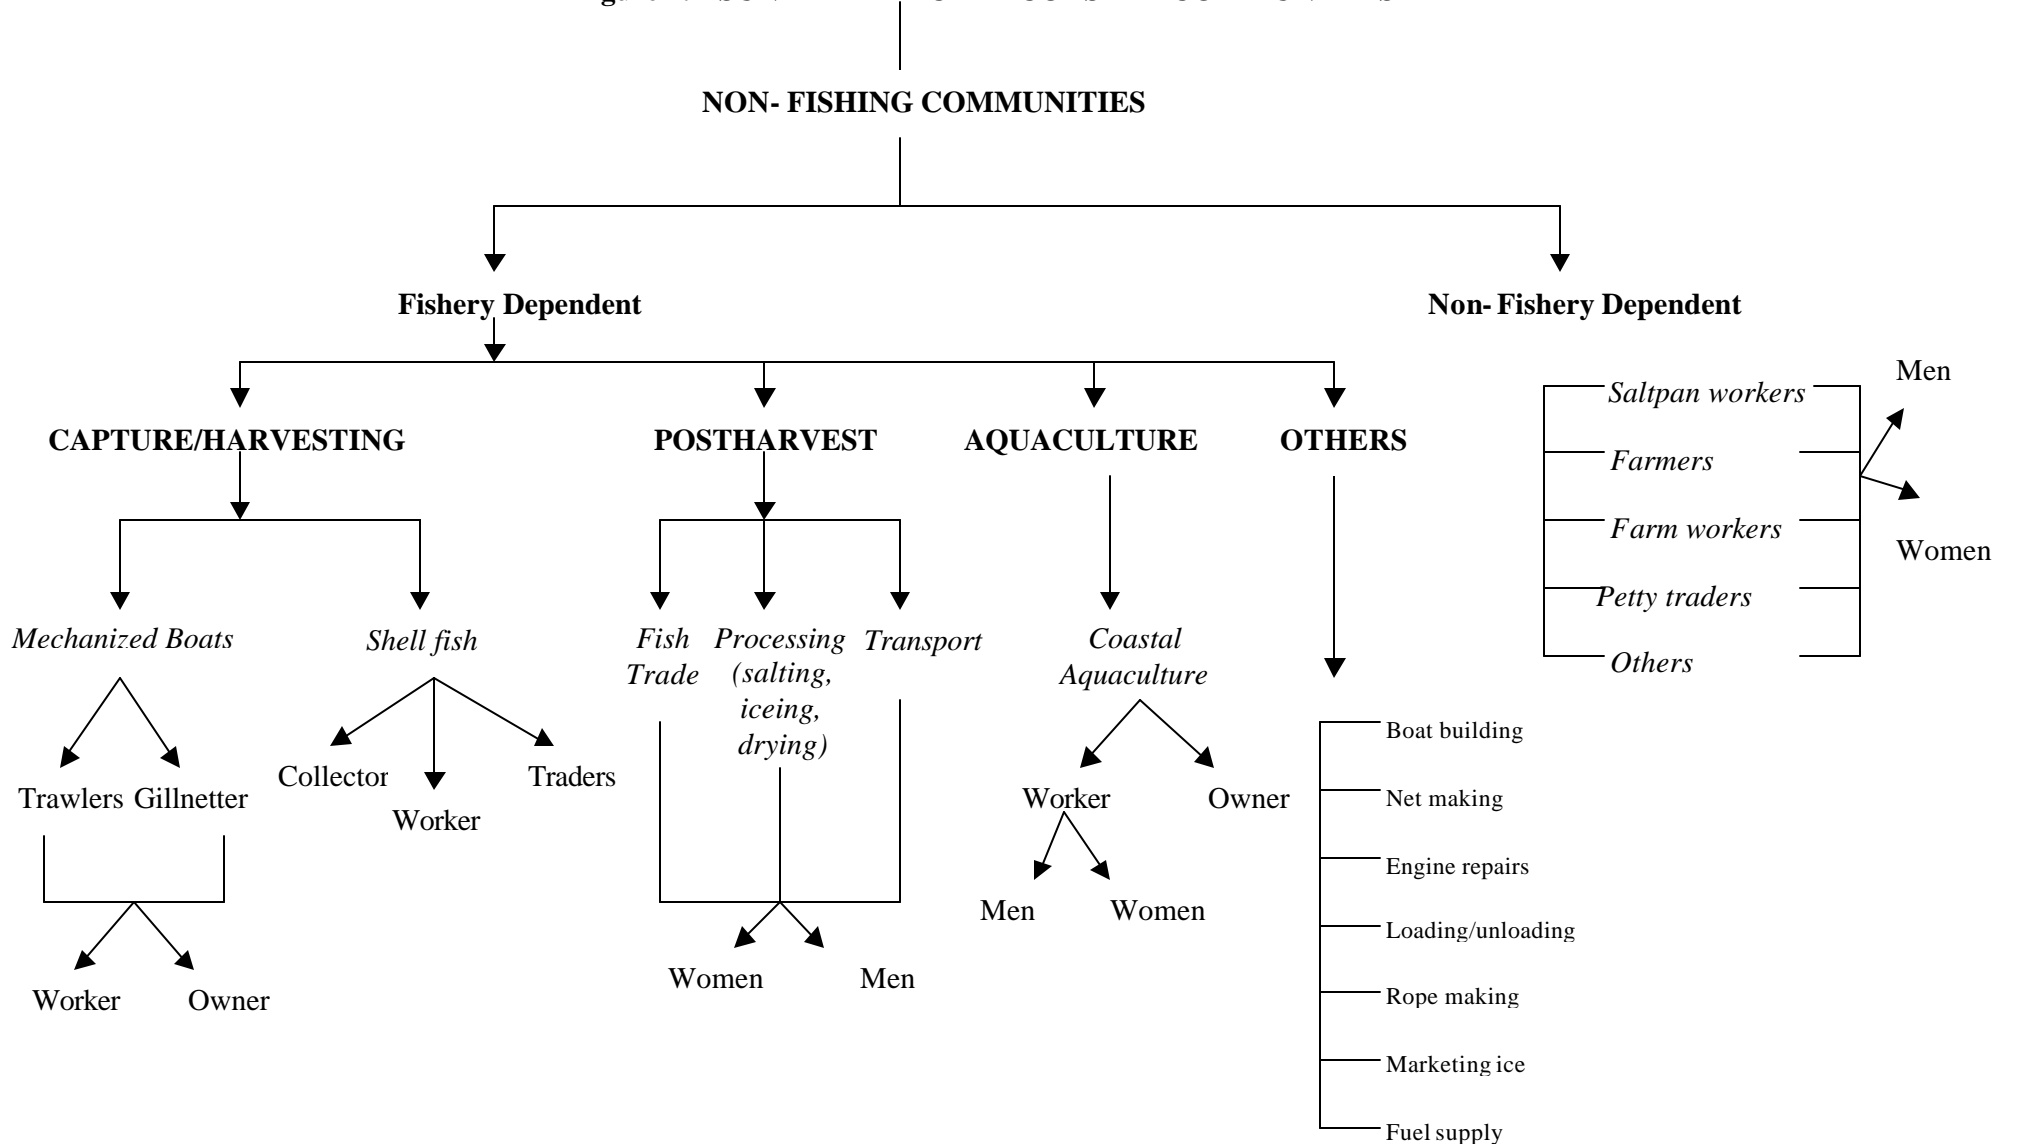 NON- FISHING COMMUNITIES
Fishery Dependent
Non- Fishery Dependent
CAPTURE/HARVESTING
POSTHARVEST
AQUACULTURE
OTHERS
Mechanized Boats
Shell fish
Fish
Trade
Processing
(salting,
iceing,
drying)
Transport
Coastal
Aquaculture
Trawlers
Gillnetter
Collector
Worker
Traders
Worker
Owner
Worker
Owner
Women
Men
Men
Women
Boat building
Net making
Engine repairs
Loading/unloading
Rope making
Marketing ice
Fuel supply
Saltpan workers
Farmers
Farm workers
Petty traders
Others
Men
Women